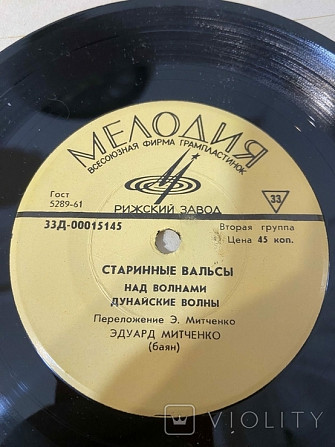 МЕЛОДИЯ
ВСЕСОЮЗНАЯ ФИРМА ГРАМПЛАСТИНОК
Гост
5289-61
33
РИЖСКИЙ ЗАВОД
33Д-00015145
Вторая группа
Цена 45 коп.
СТАРИННЫЕ ВАЛЬСЫ
НАД ВОЛНАМИ
ДУНАЙСКИЕ ВОЛНЫ
Переложение Э. Митченко
ЭДУАРД МИТЧЕНКО
(баян)
VIOLITY